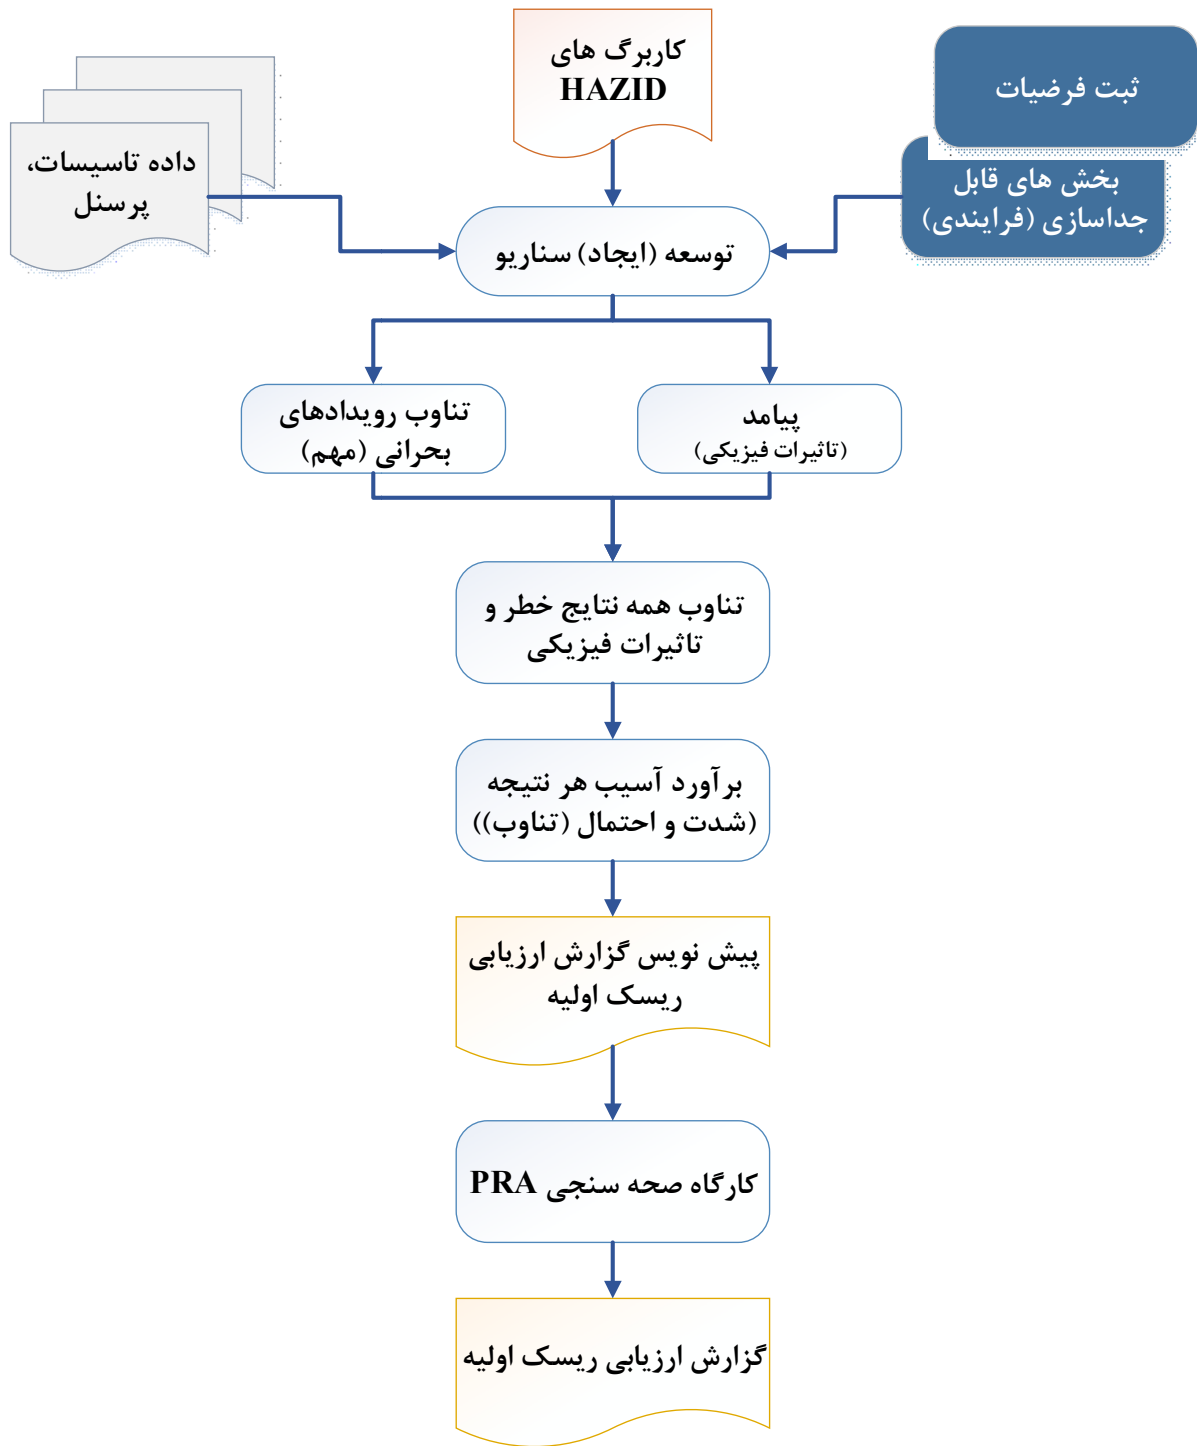 کاربرگ های
HAZID
ثبت فرضیات
بخش های قابل
جداسازی (فرایندی)
داده تاسیسات،
پرسنل
توسعه (ایجاد) سناریو
پیامد
(تاثیرات فیزیکی)
تناوب رویدادهای
بحرانی (مهم)
تناوب همه نتایج خطر و
تاثیرات فیزیکی
برآورد آسیب هر نتیجه
(شدت و احتمال (تناوب))
پیش نویس گزارش ارزیابی
ریسک اولیه
کارگاه صحه سنجی PRA
گزارش ارزیابی ریسک اولیه